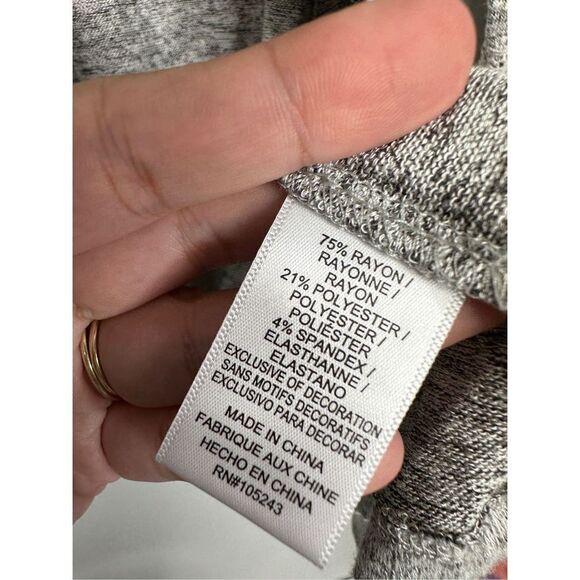 75% RAYON /
RAYONNE /
RAYON
21% POLYESTER /
POLYESTER /
POLIÉSTER
4% SPANDEX /
ELASTHANNE /
ELASTANO
EXCLUSIVE OF DECORATION
SANS MOTIFS DECORATIFS
EXCLUSIVO PARA DECORAR
MADE IN CHINA
FABRIQUE AUX CHINE
HECHO EN CHINA
RN#105243